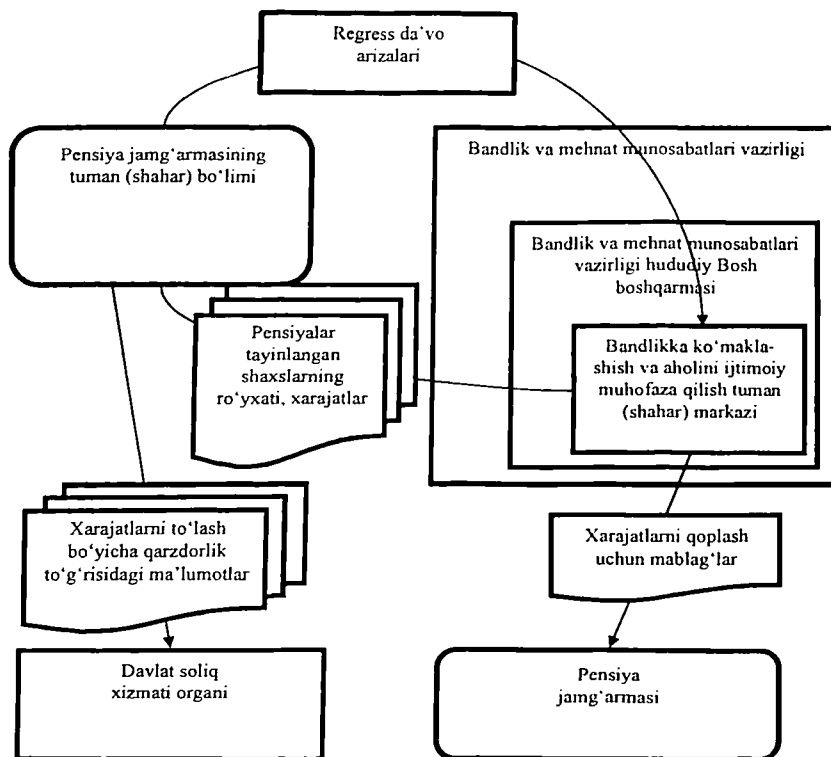 Regress da‘vo
arizalari
Pensiya jamg‘armasining
tuman (shahar) bo‘limi
Bandlik va mehnat munosabatlari vazirligi
Bandlik va mehnat munosabatlari
vazirligi hududiy Bosh
boshqarmasi
Pensiyalar
tayinlangan
shaxslarning
ro‘yxati, xarajatlar
Bandlikka ko‘makla-
shish va aholini ijtimoiy
muhofaza qilish tuman
(shahar) markazi
Xarajatlarni to‘lash
bo‘yicha qarzdorlik
to‘g‘risidagi ma’lumotlar
Xarajatlarni qoplash
uchun mablag‘lar
Davlat soliq
xizmati organi
Pensiya
jamg‘armasi